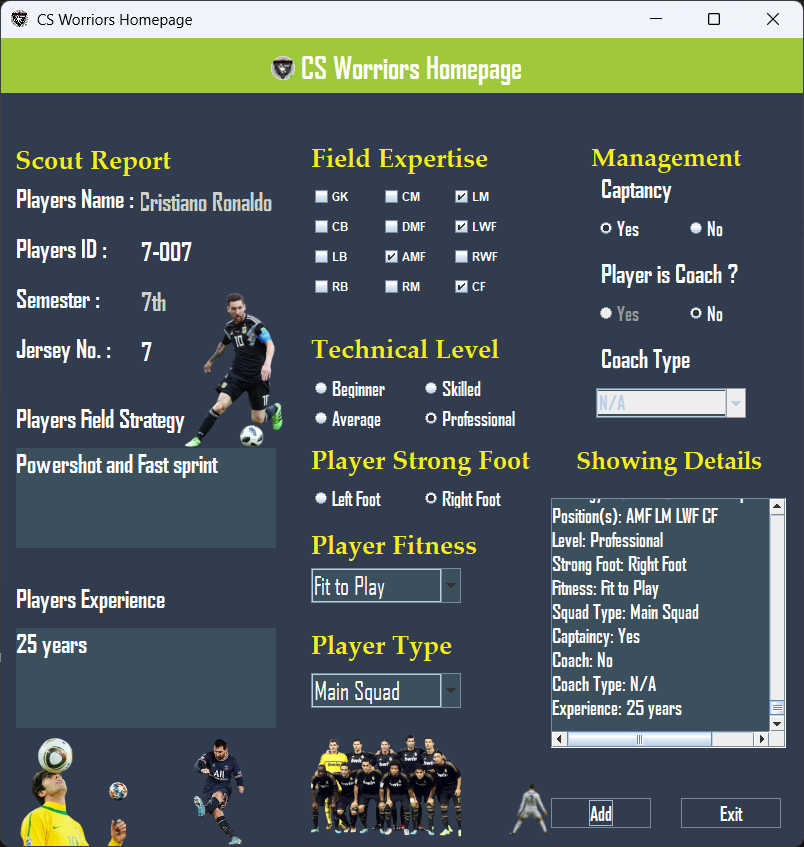 CS Worriors Homepage
CS Worriors Homepage
Scout Report
Players Name : Cristiano Ronaldo
Players ID : 7-007
Semester : 7th
Jersey No. : 7
Players Field Strategy
Powershot and Fast sprint
Players Experience
25 years
Field Expertise
GK CM LM
CB DMF LWF
LB AMF RWF
RB RM CF
Technical Level
Beginner Skilled
Average Professional
Player Strong Foot
Left Foot Right Foot
Player Fitness
Fit to Play
Player Type
Main Squad
Management
Captancy
Yes No
Player is Coach ?
Yes No
Coach Type
N/A
Showing Details
Position(s): AMF LM LWF CF
Level: Professional
Strong Foot: Right Foot
Fitness: Fit to Play
Squad Type: Main Squad
Captaincy: Yes
Coach: No
Coach Type: N/A
Experience: 25 years
Add Exit